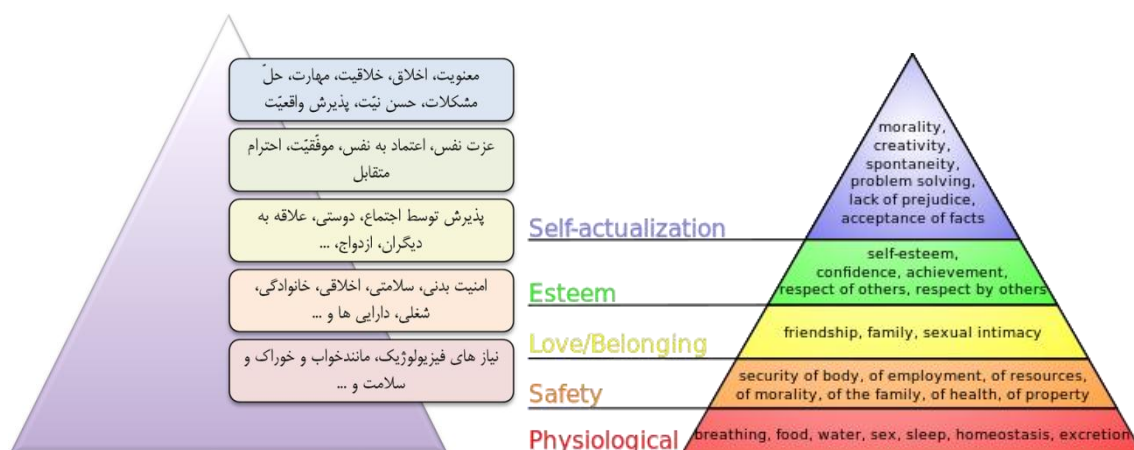 معنویت، اخلاق، خلاقیت، مهارت، حلّ
مشکلات، حسن نیّت، پذیرش واقعیّت
عزت نفس، اعتماد به نفس، موفّقیّت، احترام
متقابل
پذیرش توسط اجتماع، دوستی، علاقه به
دیگران، ازدواج، ...
امنیت بدنی، سلامتی، اخلاقی، خانوادگی،
شغلی، دارایی ها و ...
نیاز های فیزیولوژیک، مانندخواب و خوراک و
سلامت و ...
morality,
creativity,
spontaneity,
problem solving,
lack of prejudice,
acceptance of facts
Self-actualization
self-esteem,
confidence, achievement,
respect of others, respect by others
Esteem
friendship, family, sexual intimacy
Love/Belonging
security of body, of employment, of resources,
of morality, of the family, of health, of property
Safety
breathing, food, water, sex, sleep, homeostasis, excretion
Physiological